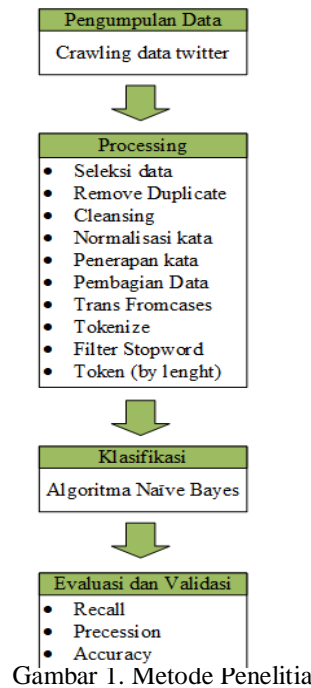 Pengumpulan Data
Crawling data twitter
Processing
• Seleksi data
• Remove Duplicate
• Cleansing
• Normalisasi kata
• Penerapan kata
• Pembagian Data
• Trans Fromcases
• Tokenize
• Filter Stopword
• Token (by lenght)
Klasifikasi
Algoritma Naïve Bayes
Evaluasi dan Validasi
• Recall
• Precession
• Accuracy
Gambar 1. Metode Penelitia